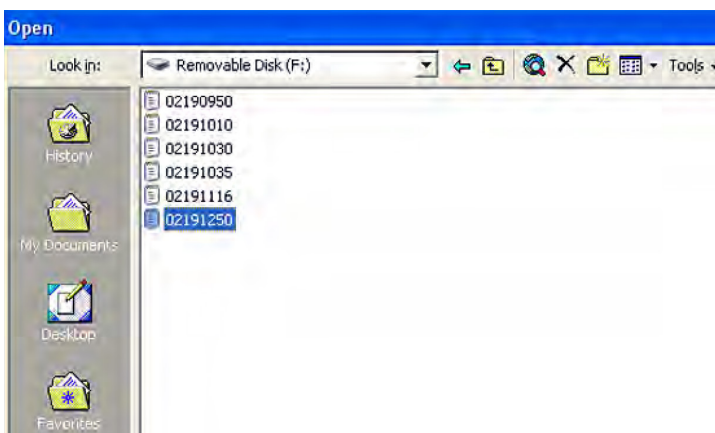 Open
Look in: Removable Disk (F:) Tools
02190950
02191010
02191030
02191035
02191116
02191250
History
My Documents
Desktop
Favorites